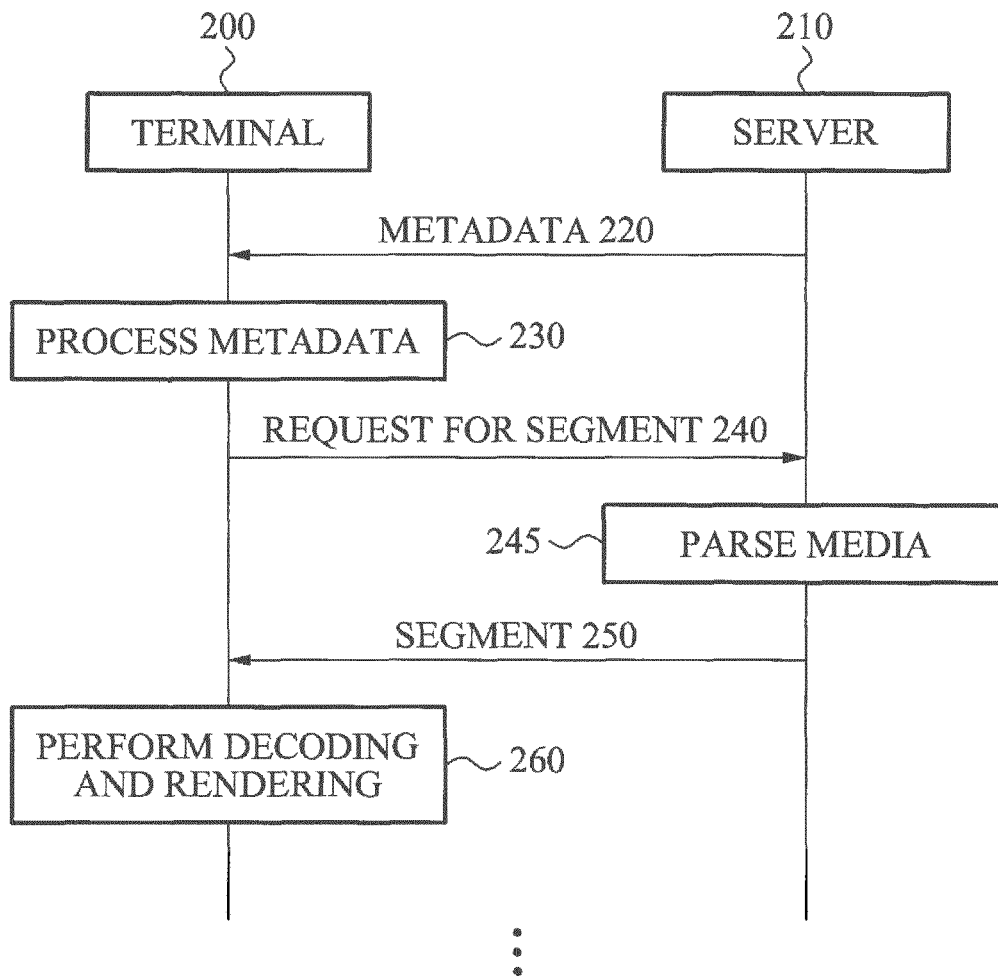 200
210
TERMINAL
SERVER
METADATA 220
PROCESS METADATA
230
REQUEST FOR SEGMENT 240
245
PARSE MEDIA
SEGMENT 250
PERFORM DECODING
AND RENDERING
260